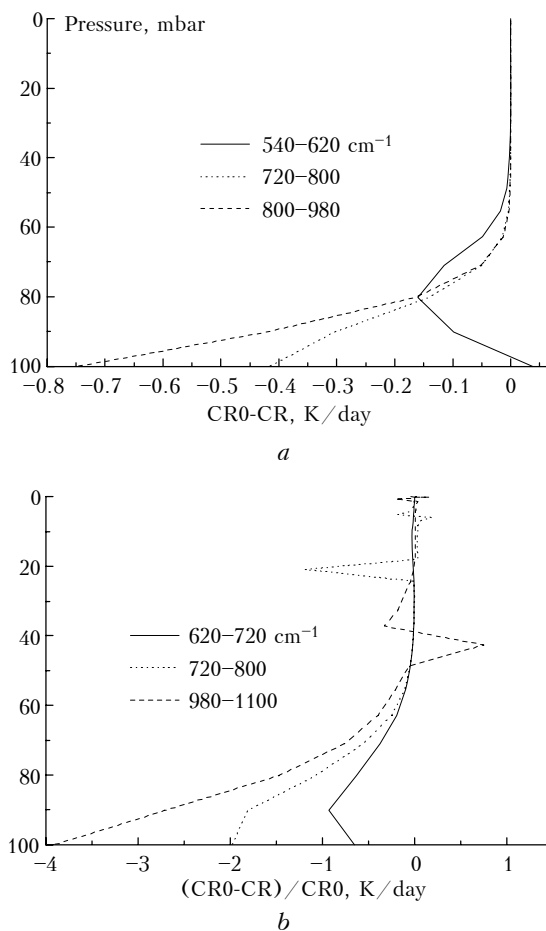 Pressure, mbar
0
20
40
60
80
100
540–620 cm⁻¹
720–800
800–980
−0.8 −0.7 −0.6 −0.5 −0.4 −0.3 −0.2 −0.1 0
CR0-CR, K/day
a
0
20
40
60
80
100
620–720 cm⁻¹
720–800
980–1100
−4 −3 −2 −1 0 1
(CR0-CR)/CR0, K/day
b